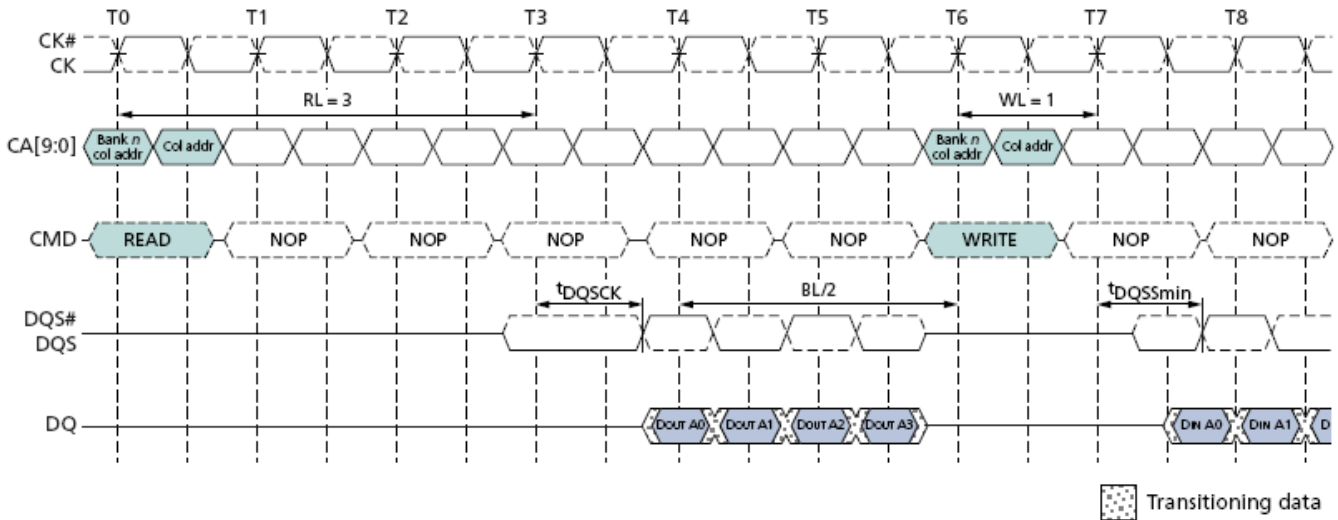 T0 T1 T2 T3 T4 T5 T6 T7 T8
CK#
CK
RL = 3 WL = 1
CA[9:0] Bank n col addr Col addr Bank n col addr Col addr
CMD READ NOP NOP NOP NOP NOP WRITE NOP NOP
tDQSCK BL/2 tDQSSmin
DQS#
DQS
DQ DOUT A0 DOUT A1 DOUT A2 DOUT A3 DIN A0 DIN A1 D
Transitioning data